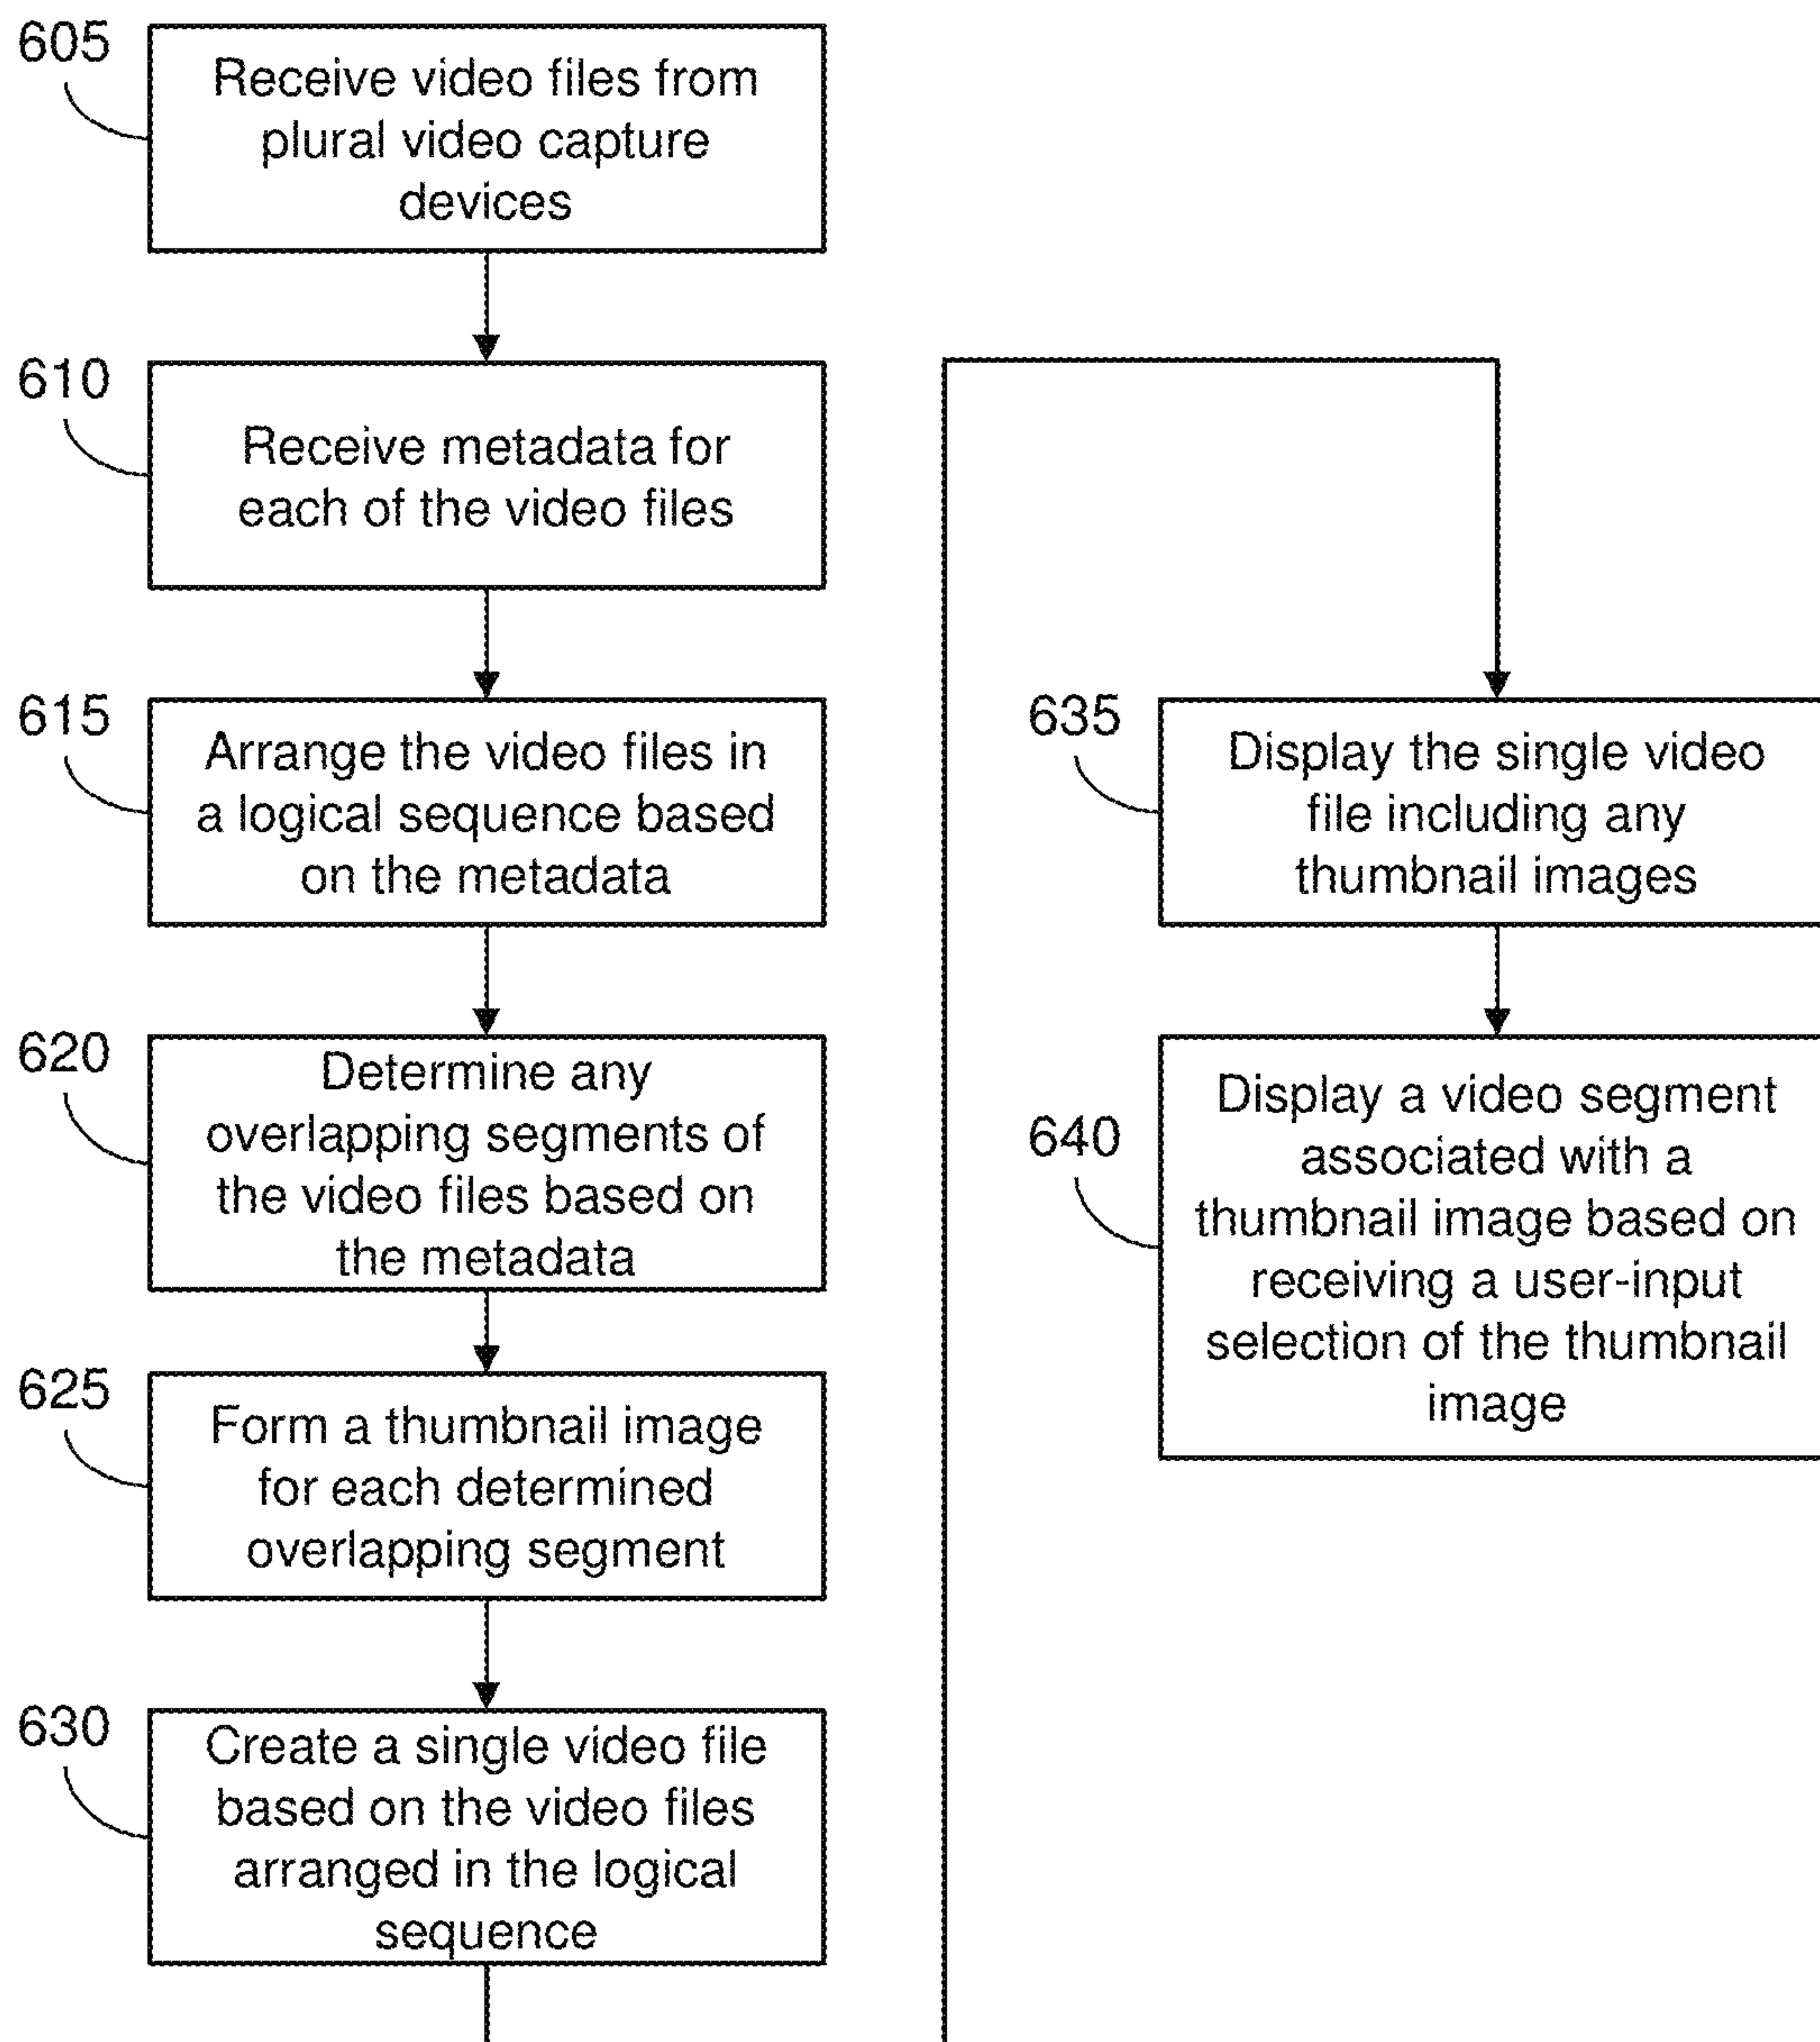 605
Receive video files from
plural video capture
devices
610
Receive metadata for
each of the video files
615
Arrange the video files in
a logical sequence based
on the metadata
620
Determine any
overlapping segments of
the video files based on
the metadata
625
Form a thumbnail image
for each determined
overlapping segment
630
Create a single video file
based on the video files
arranged in the logical
sequence
635
Display the single video
file including any
thumbnail images
640
Display a video segment
associated with a
thumbnail image based on
receiving a user-input
selection of the thumbnail
image